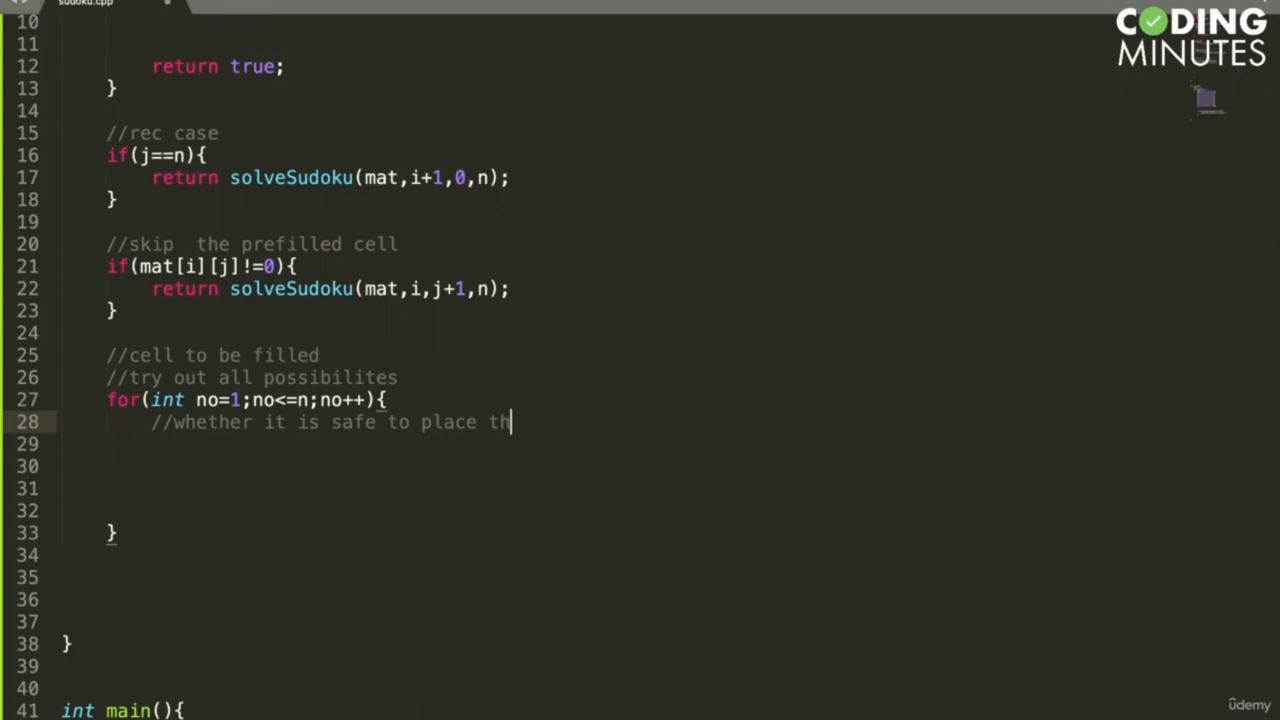 sudoku.cpp
CODING
MINUTES
10
11
12 return true;
13 }
14
15 //rec case
16 if(j==n){
17 return solveSudoku(mat,i+1,0,n);
18 }
19
20 //skip  the prefilled cell
21 if(mat[i][j]!=0){
22 return solveSudoku(mat,i,j+1,n);
23 }
24
25 //cell to be filled
26 //try out all possibilites
27 for(int no=1;no<=n;no++){
28 //whether it is safe to place th
29
30
31
32
33 }
34
35
36
37
38 }
39
40
41 int main(){
ûdemy